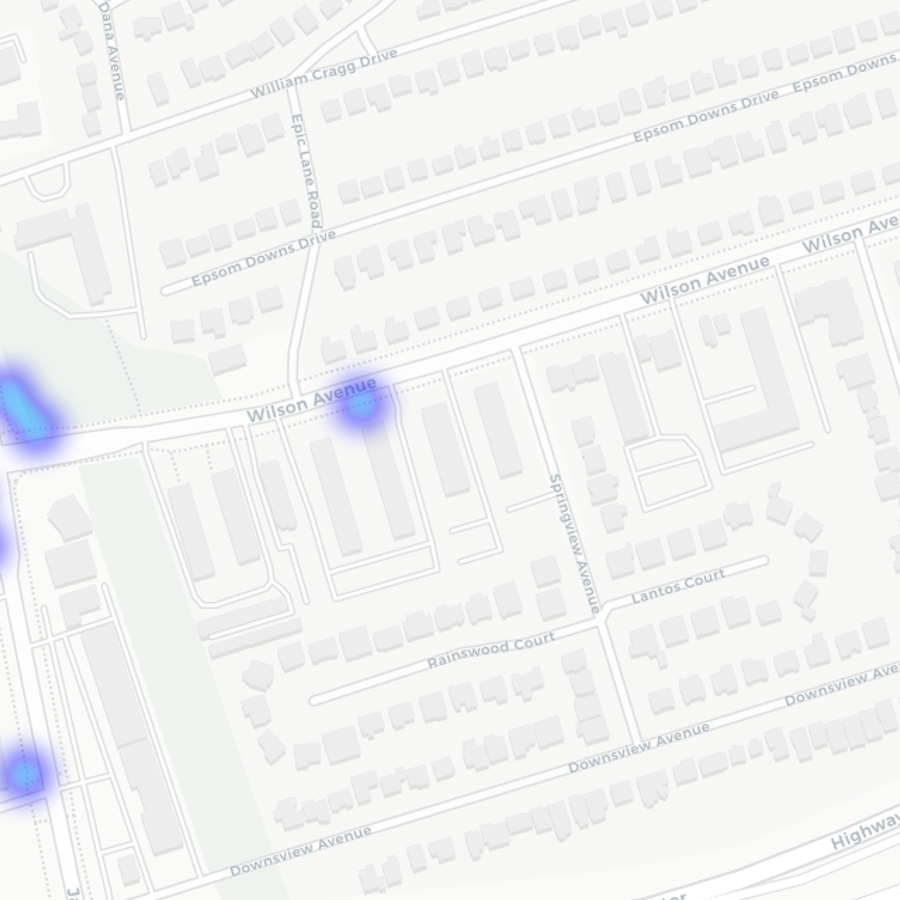 Dana Avenue
William Cragg Drive
Epsom Downs Drive
Epsom Downs
Epic Lane Road
Epsom Downs Drive
Wilson Ave
Wilson Avenue
Wilson Avenue
Springview Avenue
Lantos Court
Rainswood Court
Downsview Ave
Downsview Avenue
Downsview Avenue
Highway